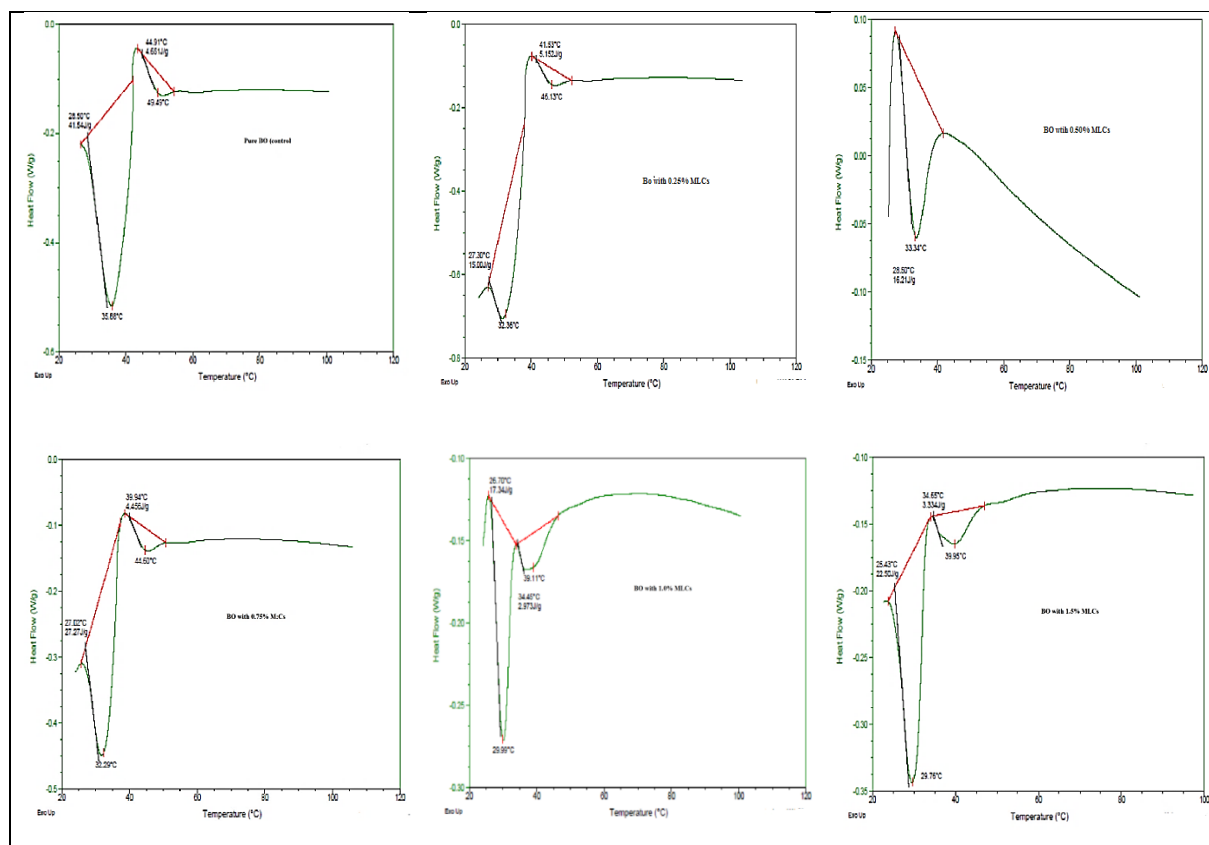 0.0
-0.2
-0.4
-0.6
Heat Flow (W/g)
44.91°C
4.661J/g
49.49°C
28.50°C
41.54J/g
Pure BO (control
35.68°C
20
40
60
80
100
120
Exo Up
Temperature (°C)
0.0
-0.2
-0.4
-0.6
-0.8
Heat Flow (W/g)
41.53°C
5.152J/g
46.13°C
Bo with 0.25% MLCs
27.30°C
15.00J/g
32.36°C
20
40
60
80
100
120
Exo Up
Temperature (°C)
0.10
0.05
0.00
-0.05
-0.10
-0.15
Heat Flow (W/g)
BO wtih 0.50% MLCs
33.34°C
28.50°C
16.21J/g
20
40
60
80
100
120
Exo Up
Temperature (°C)
0.0
-0.1
-0.2
-0.3
-0.4
-0.5
Heat Flow (W/g)
39.94°C
4.456J/g
44.60°C
27.02°C
27.27J/g
BO with 0.75% M:Cs
32.29°C
20
40
60
80
100
120
Exo Up
Temperature (°C)
-0.10
-0.15
-0.20
-0.25
-0.30
Heat Flow (W/g)
26.70°C
17.34J/g
39.11°C
34.48°C
2.973J/g
BO with 1.0% MLCs
29.99°C
20
40
60
80
100
120
Exo Up
Temperature (°C)
-0.10
-0.15
-0.20
-0.25
-0.30
-0.35
Heat Flow (W/g)
34.65°C
3.334J/g
39.95°C
25.43°C
22.50J/g
BO with 1.5% MLCs
29.76°C
20
40
60
80
100
120
Exo Up
Temperature (°C)